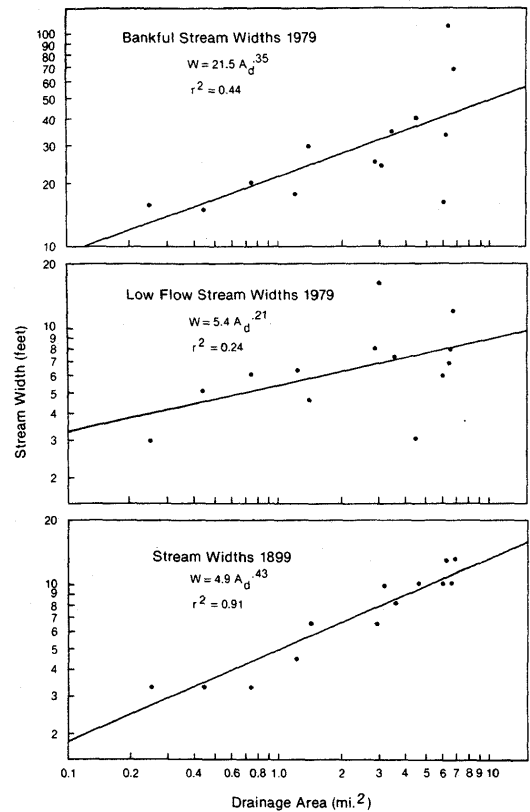 Bankful Stream Widths 1979
W = 21.5 A_d^.35
r² = 0.44
100
90
80
70
60
50
40
30
20
10
Stream Width (feet)
Low Flow Stream Widths 1979
W = 5.4 A_d^.21
r² = 0.24
20
10
9
8
7
6
5
4
3
2
Stream Widths 1899
W = 4.9 A_d^.43
r² = 0.91
20
10
9
8
7
6
5
4
3
2
0.1 0.2 0.4 0.6 0.8 1.0 2 3 4 5 6 7 8 9 10
Drainage Area (mi.²)